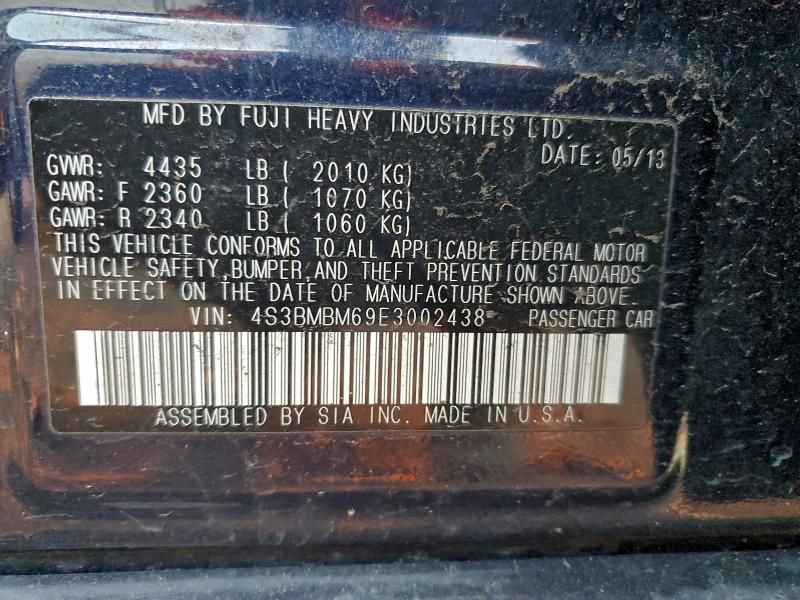 MFD BY FUJI HEAVY INDUSTRIES LTD.
DATE: 05/13
GVWR: 4435 LB ( 2010 KG)
GAWR: F 2360 LB ( 1070 KG)
GAWR: R 2340 LB ( 1060 KG)
THIS VEHICLE CONFORMS TO ALL APPLICABLE FEDERAL MOTOR
VEHICLE SAFETY, BUMPER, AND THEFT PREVENTION STANDARDS
IN EFFECT ON THE DATE OF MANUFACTURE SHOWN ABOVE.
VIN: 4S3BMBM69E3002438 PASSENGER CAR
ASSEMBLED BY SIA INC. MADE IN U.S.A.